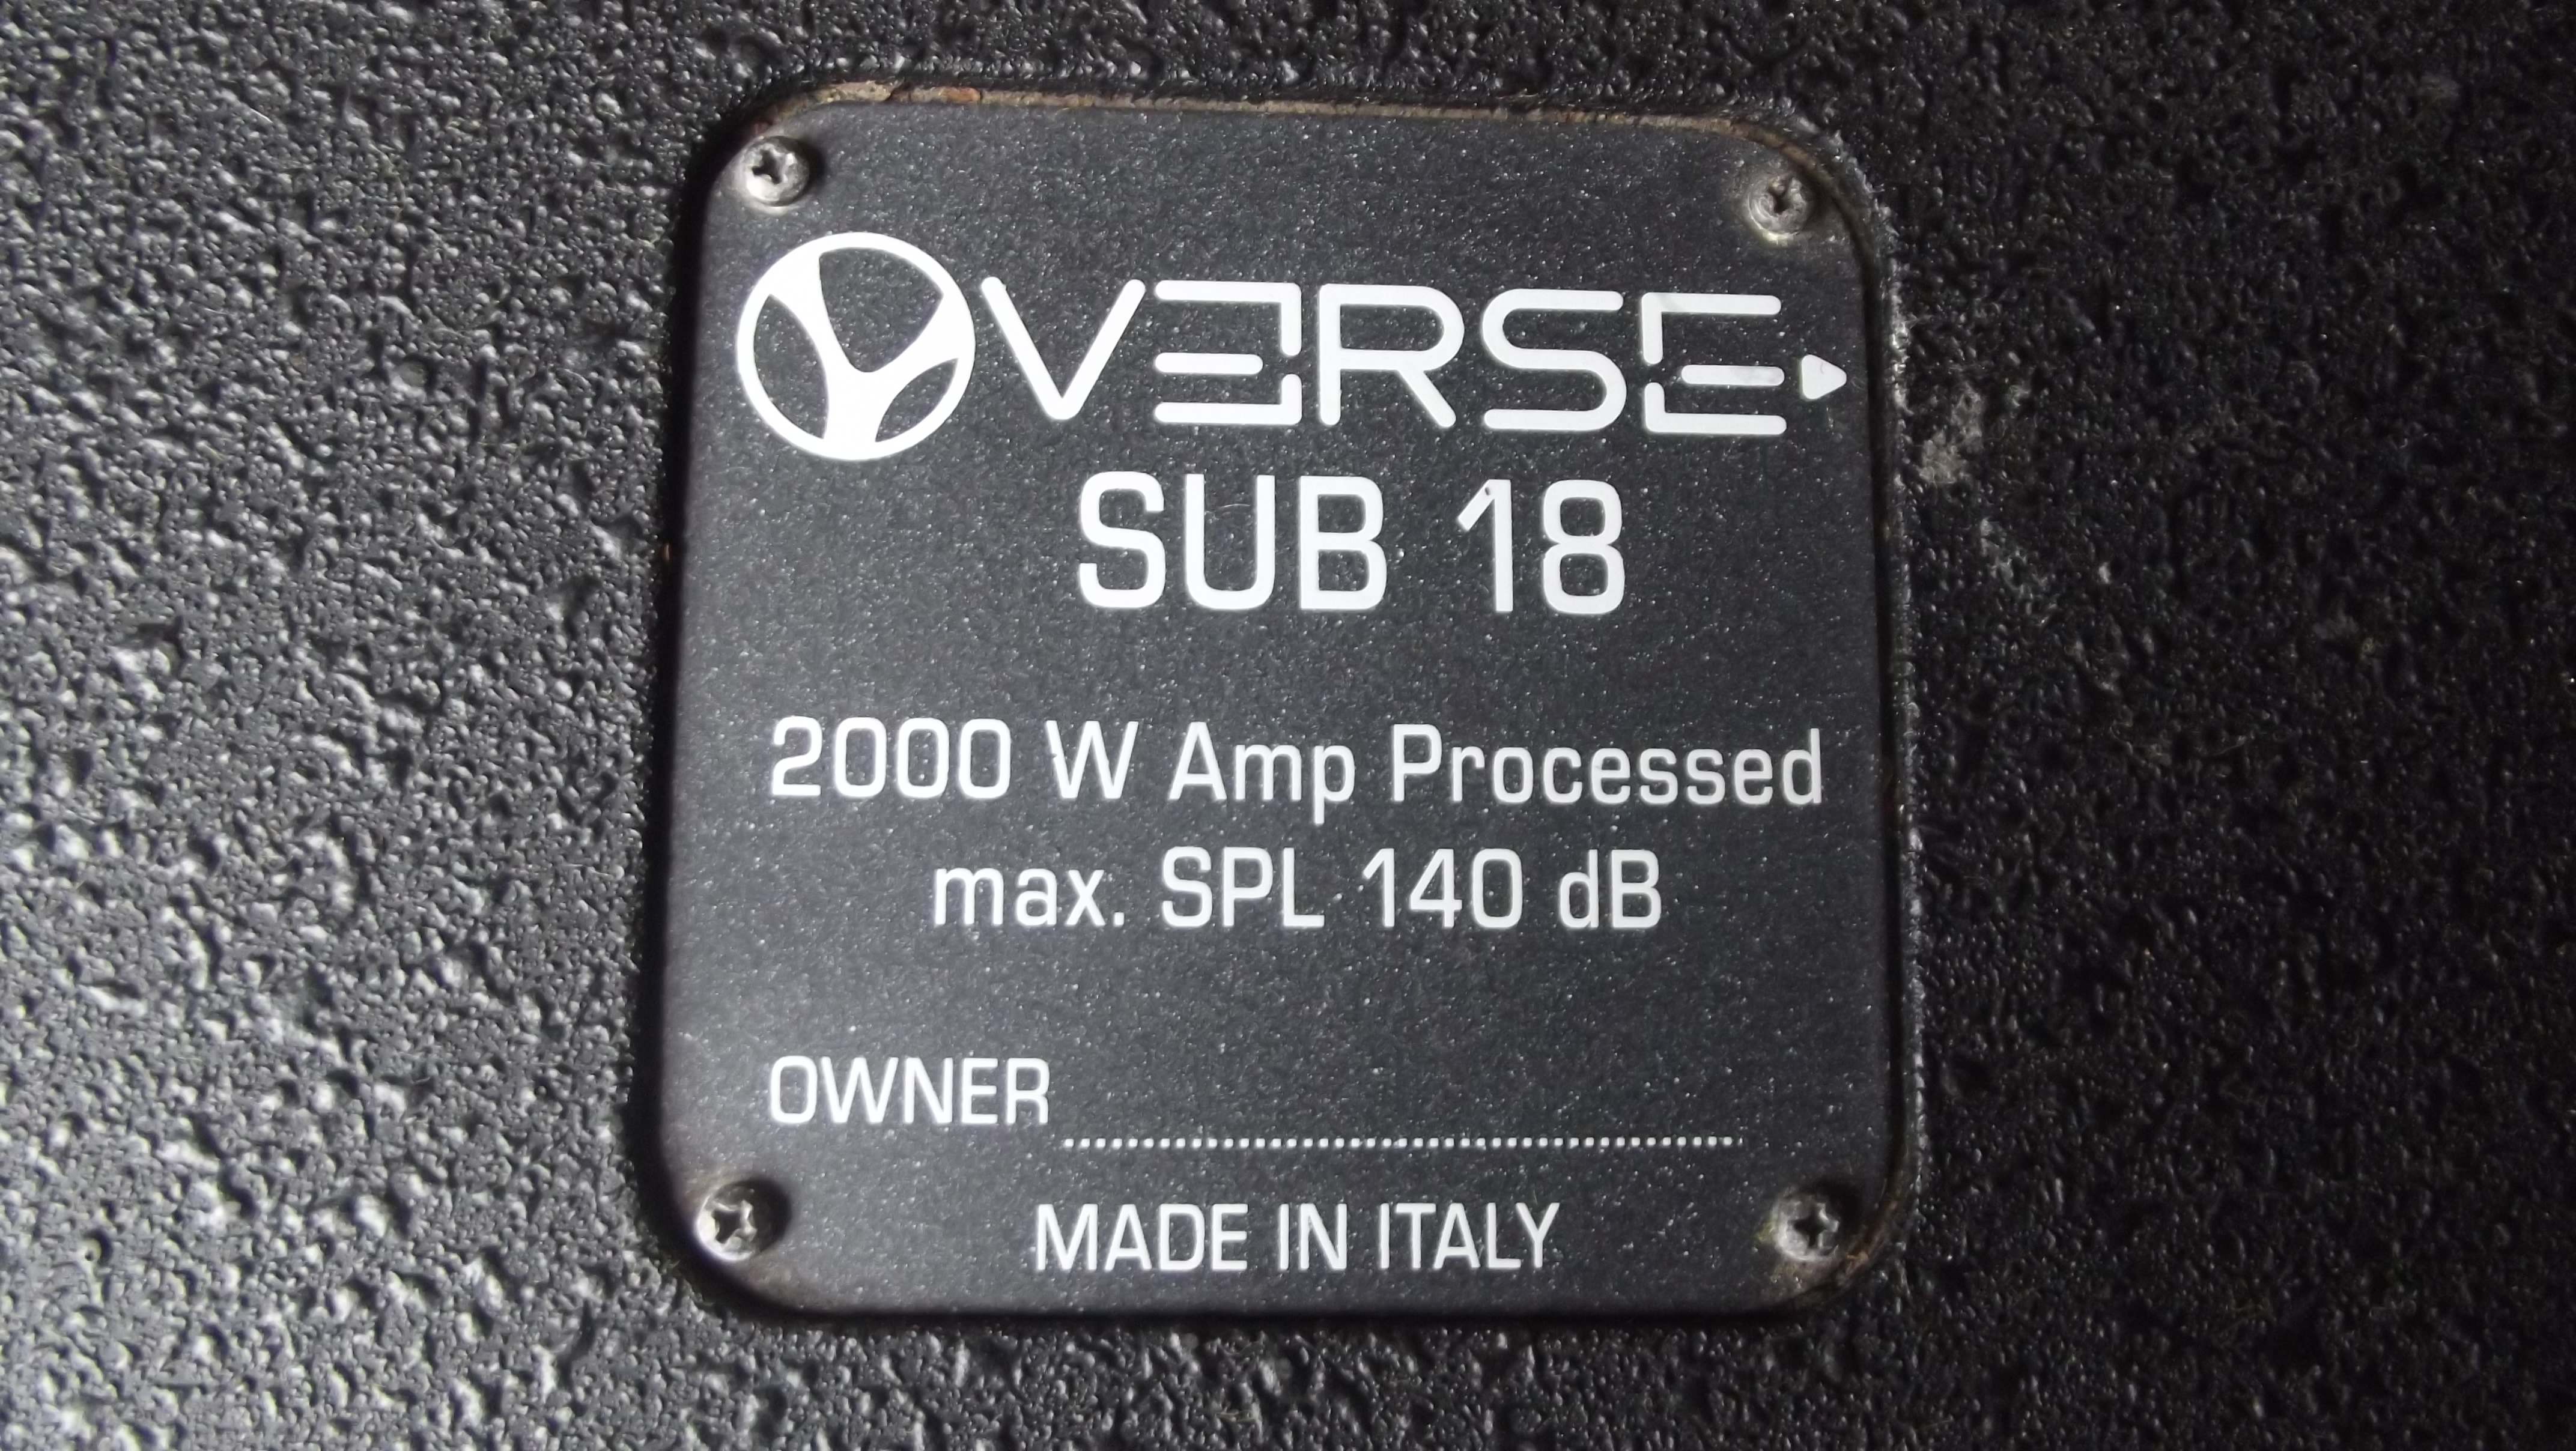 VERSE
SUB 18
2000 W Amp Processed
max. SPL 140 dB
OWNER................................
MADE IN ITALY